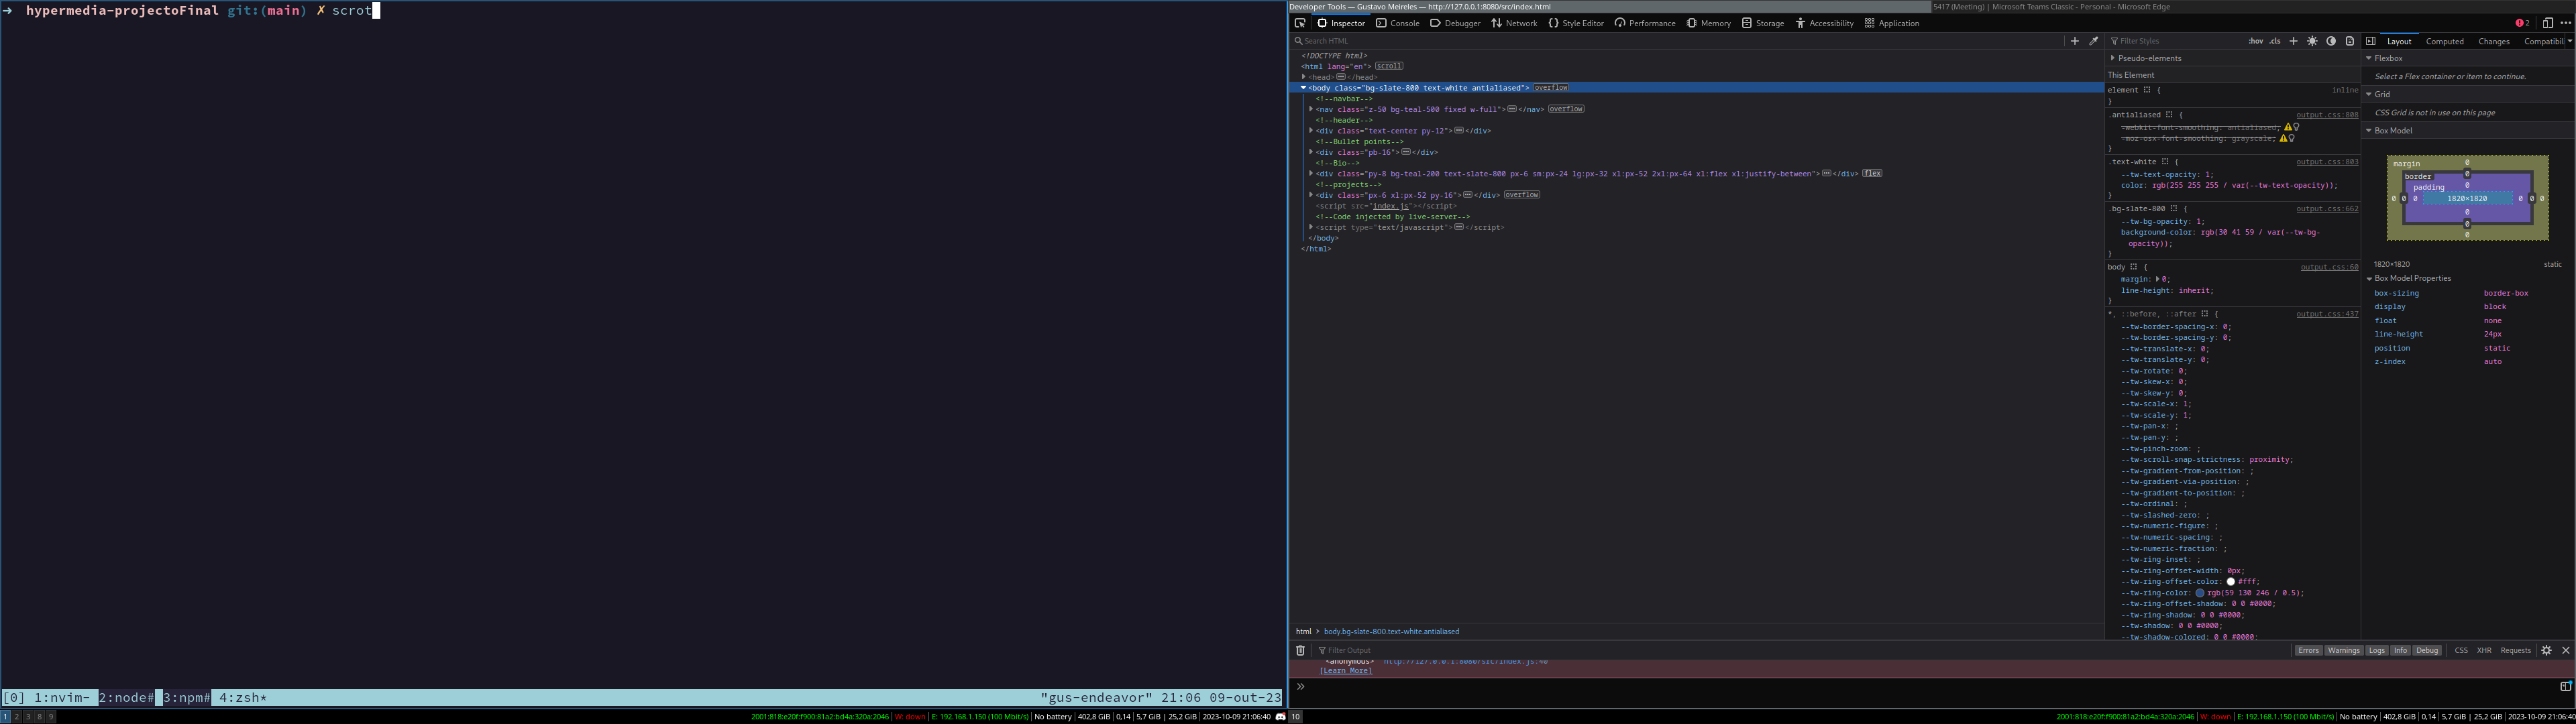 ➜ hypermedia-projectoFinal git:(main) ✗ scrot
[0] 1:nvim- 2:node# 3:npm# 4:zsh*
"gus-endeavor" 21:06 09-out-23
1 2 3 8 9
2001:818:e20f:f900:81a2:bd4a:320a:2046 | W: down | E: 192.168.1.150 (100 Mbit/s) | No battery | 402,8 GiB | 0,14 | 5,7 GiB | 25,2 GiB | 2023-10-09 21:06:40
Developer Tools — Gustavo Meireles — http://127.0.0.1:8080/src/index.html
5417 (Meeting) | Microsoft Teams Classic - Personal - Microsoft Edge
Inspector Console Debugger Network Style Editor Performance Memory Storage Accessibility Application 2
Search HTML
<!DOCTYPE html>
<html lang="en"> scroll
<head></head>
<body class="bg-slate-800 text-white antialiased"> overflow
<!--navbar-->
<nav class="z-50 bg-teal-500 fixed w-full"></nav> overflow
<!--header-->
<div class="text-center py-12"></div>
<!--Bullet points-->
<div class="pb-16"></div>
<!--Bio-->
<div class="py-8 bg-teal-200 text-slate-800 px-6 sm:px-24 lg:px-32 xl:px-52 2xl:px-64 xl:flex xl:justify-between"></div> flex
<!--projects-->
<div class="px-6 xl:px-52 py-16"></div> overflow
<script src="index.js"></script>
<!--Code injected by live-server-->
<script type="text/javascript"></script>
</body>
</html>
html > body.bg-slate-800.text-white.antialiased
Filter Styles
:hov .cls
Pseudo-elements
This Element
element { inline
}
.antialiased { output.css:808
-webkit-font-smoothing: antialiased;
-moz-osx-font-smoothing: grayscale;
}
.text-white { output.css:803
--tw-text-opacity: 1;
color: rgb(255 255 255 / var(--tw-text-opacity));
}
.bg-slate-800 { output.css:662
--tw-bg-opacity: 1;
background-color: rgb(30 41 59 / var(--tw-bg-
opacity));
}
body { output.css:60
margin: 0;
line-height: inherit;
}
*, ::before, ::after { output.css:437
--tw-border-spacing-x: 0;
--tw-border-spacing-y: 0;
--tw-translate-x: 0;
--tw-translate-y: 0;
--tw-rotate: 0;
--tw-skew-x: 0;
--tw-skew-y: 0;
--tw-scale-x: 1;
--tw-scale-y: 1;
--tw-pan-x: ;
--tw-pan-y: ;
--tw-pinch-zoom: ;
--tw-scroll-snap-strictness: proximity;
--tw-gradient-from-position: ;
--tw-gradient-via-position: ;
--tw-gradient-to-position: ;
--tw-ordinal: ;
--tw-slashed-zero: ;
--tw-numeric-figure: ;
--tw-numeric-spacing: ;
--tw-numeric-fraction: ;
--tw-ring-inset: ;
--tw-ring-offset-width: 0px;
--tw-ring-offset-color: #fff;
--tw-ring-color: rgb(59 130 246 / 0.5);
--tw-ring-offset-shadow: 0 0 #0000;
--tw-ring-shadow: 0 0 #0000;
--tw-shadow: 0 0 #0000;
--tw-shadow-colored: 0 0 #0000;
Layout Computed Changes Compatibil
Flexbox
Select a Flex container or item to continue.
Grid
CSS Grid is not in use on this page
Box Model
margin 0
border 0
padding 0
0 0 0 1820×1820 0 0 0
0
0
0
1820×1820 static
Box Model Properties
box-sizing border-box
display block
float none
line-height 24px
position static
z-index auto
Filter Output
Errors Warnings Logs Info Debug CSS XHR Requests
<anonymous> http://127.0.0.1:8080/src/index.js:40
[Learn More]
»
10
2001:818:e20f:f900:81a2:bd4a:320a:2046 | W: down | E: 192.168.1.150 (100 Mbit/s) | No battery | 402,8 GiB | 0,14 | 5,7 GiB | 25,2 GiB | 2023-10-09 21:06:40